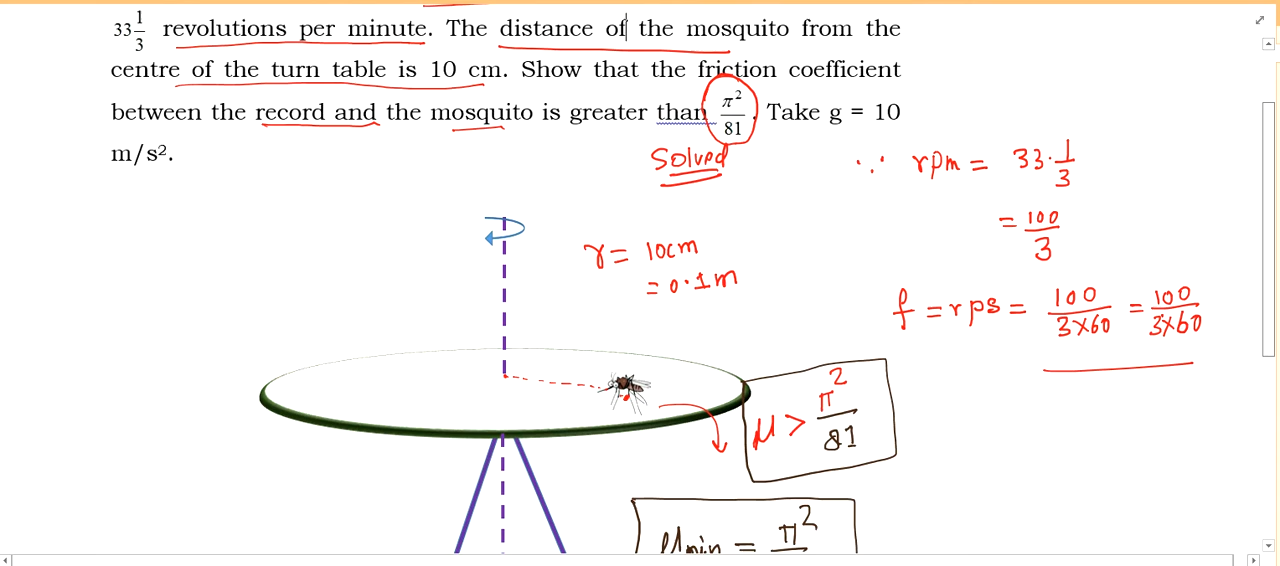 33 1/3 revolutions per minute. The distance of the mosquito from the
centre of the turn table is 10 cm. Show that the friction coefficient
between the record and the mosquito is greater than π²/81. Take g = 10
m/s².
Solved
∵ rpm = 33·1/3
= 100/3
r = 10cm
= 0.1m
f = rps = 100/3×60 = 100/3×60
μ > π²/81
μmin = π²